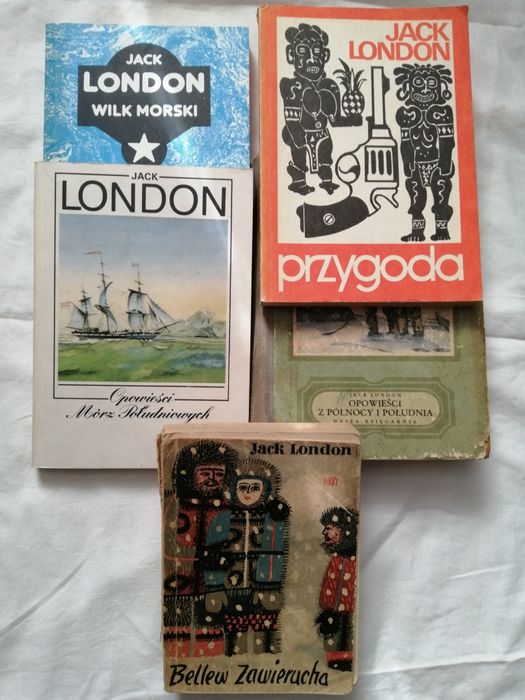 JACK
LONDON
WILK MORSKI
JACK
LONDON
przygoda
JACK
LONDON
Opowieści
Mórz Południowych
JACK LONDON
OPOWIEŚCI
Z PÓŁNOCY I POŁUDNIA
NASZA KSIĘGARNIA
Jack London
ISKRY
Bellew Zawierucha